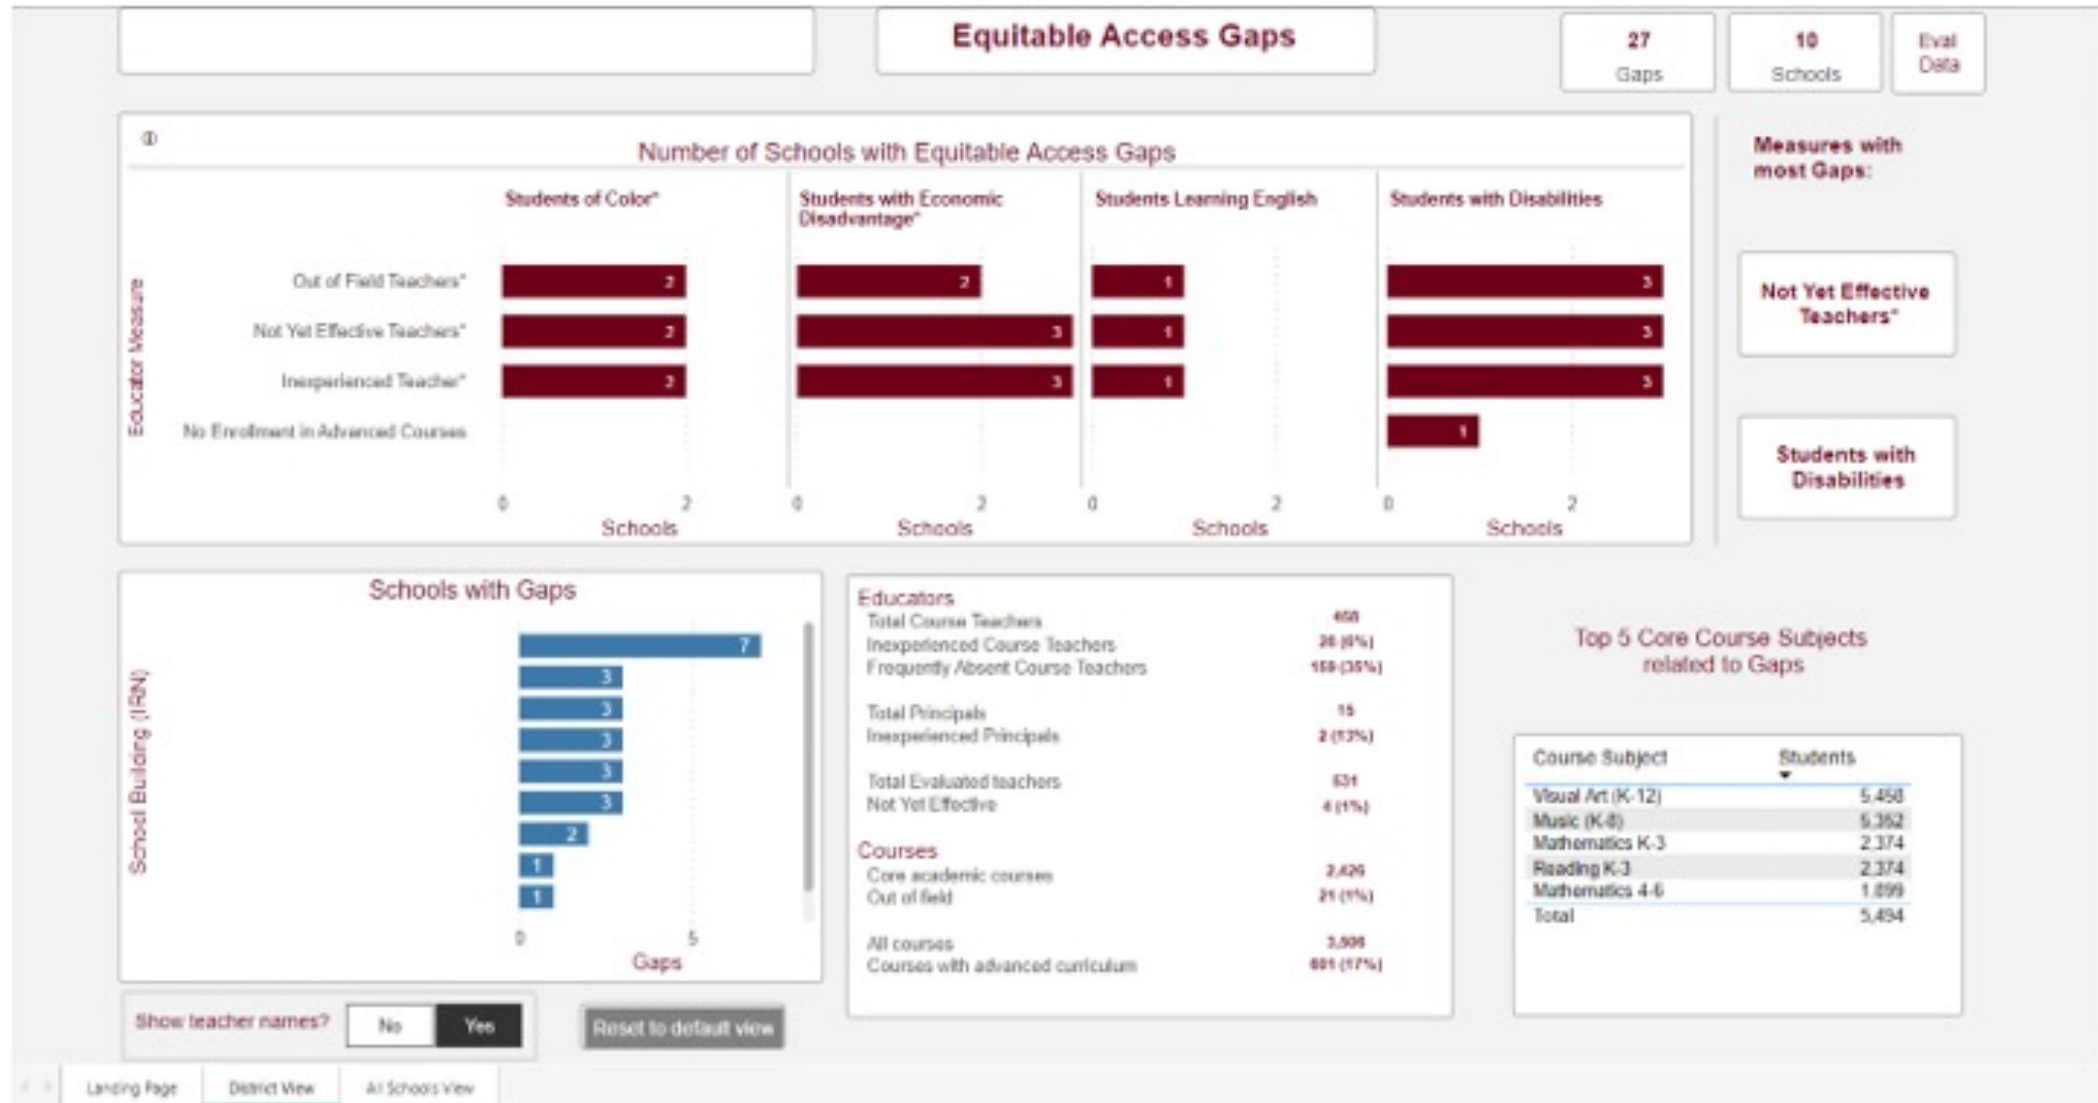 Equitable Access Gaps
27
Gaps
10
Schools
Eval
Data
Number of Schools with Equitable Access Gaps
Measures with
most Gaps:
Students of Color*
Students with Economic
Disadvantage*
Students Learning English
Students with Disabilities
Educator Measure
Out of Field Teachers*
2
2
1
3
Not Yet Effective Teachers*
2
3
1
3
Inexperienced Teacher*
2
3
1
3
No Enrollment in Advanced Courses
1
0
2
0
2
0
2
0
2
Schools
Schools
Schools
Schools
Not Yet Effective
Teachers*
Students with
Disabilities
Schools with Gaps
School Building (IRN)
7
3
3
3
3
3
2
1
1
0
5
Gaps
Educators
Total Course Teachers
Inexperienced Course Teachers
Frequently Absent Course Teachers 159 (35%)
Total Principals 15
Inexperienced Principals 2 (13%)
Total Evaluated teachers
Not Yet Effective 4 (1%)
Courses
Core academic courses 2,426
Out of field 21 (1%)
All courses
Courses with advanced curriculum 601 (17%)
Top 5 Core Course Subjects
related to Gaps
Course Subject Students
Visual Art (K-12)
Music (K-8) 5,352
Mathematics K-3 2,374
Reading K-3 2,374
Mathematics 4-6
Total 5,494
Show teacher names? No Yes
Reset to default view
Landing Page District View All Schools View